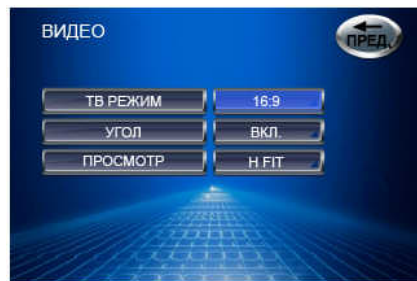 ВИДЕО
ПРЕД.
ТВ РЕЖИМ 16:9
УГОЛ ВКЛ.
ПРОСМОТР H FIT